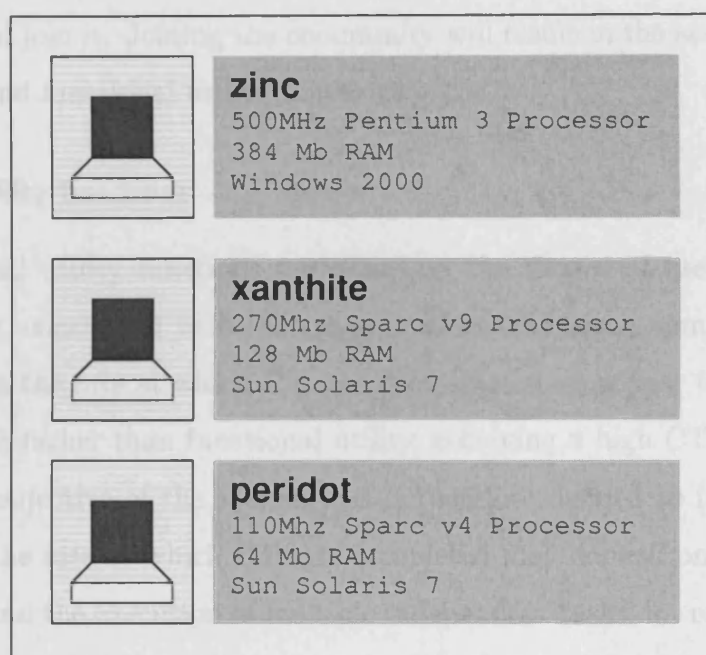 zinc
500MHz Pentium 3 Processor
384 Mb RAM
Windows 2000
xanthite
270Mhz Sparc v9 Processor
128 Mb RAM
Sun Solaris 7
peridot
110Mhz Sparc v4 Processor
64 Mb RAM
Sun Solaris 7